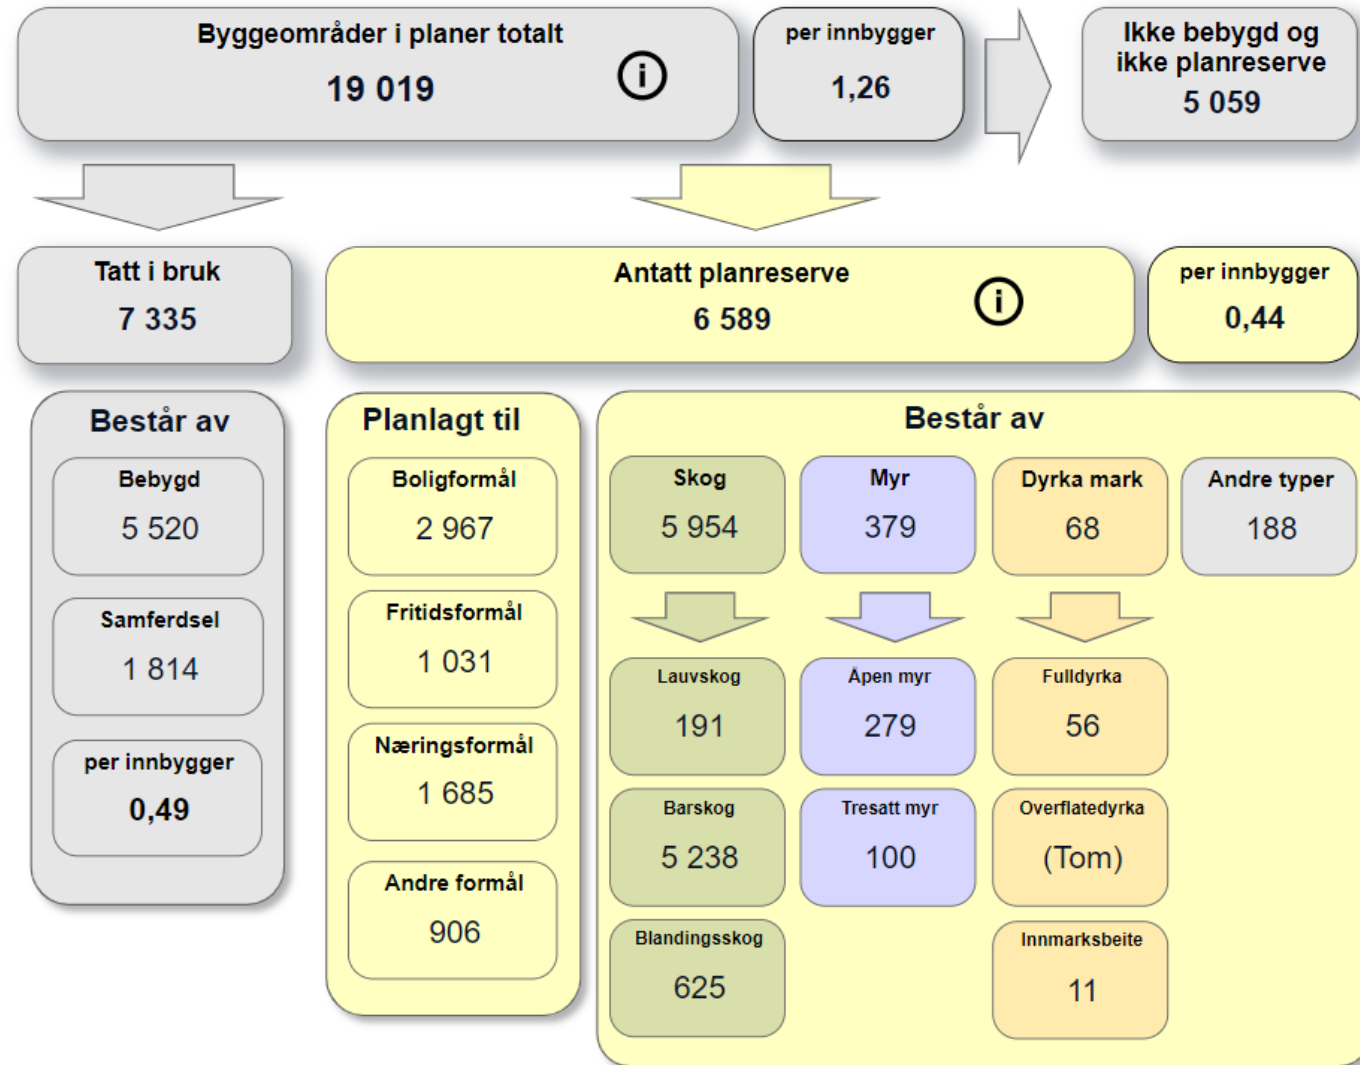 Byggeområder i planer totalt
19 019
per innbygger
1,26
Ikke bebygd og
ikke planreserve
5 059
Tatt i bruk
7 335
Antatt planreserve
6 589
per innbygger
0,44
Består av
Bebygd
5 520
Samferdsel
1 814
per innbygger
0,49
Planlagt til
Boligformål
2 967
Fritidsformål
1 031
Næringsformål
1 685
Andre formål
906
Består av
Skog
5 954
Myr
379
Dyrka mark
68
Andre typer
188
Lauvskog
191
Åpen myr
279
Fulldyrka
56
Barskog
5 238
Tresatt myr
100
Overflatedyrka
(Tom)
Blandingsskog
625
Innmarksbeite
11